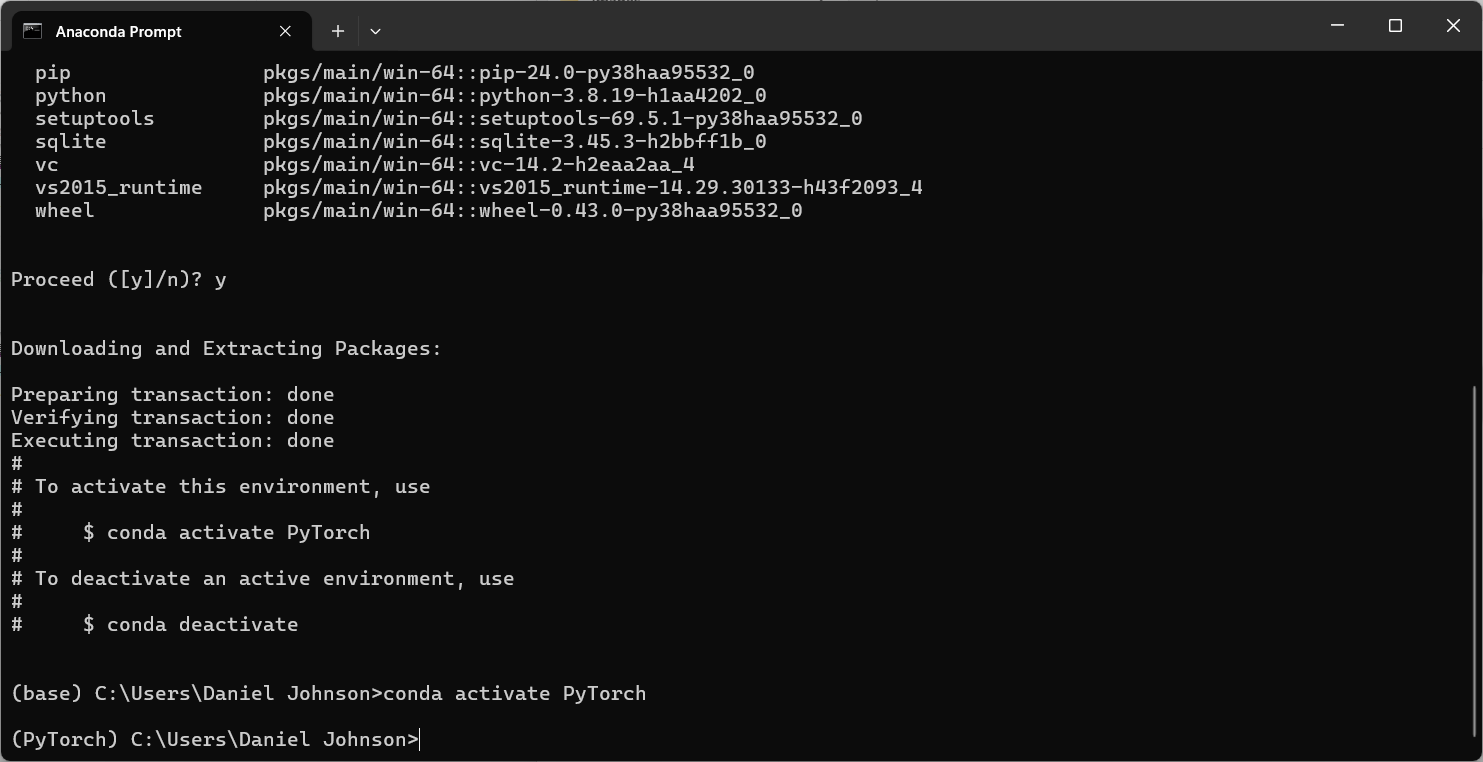 Anaconda Prompt
pip pkgs/main/win-64::pip-24.0-py38haa95532_0
python pkgs/main/win-64::python-3.8.19-h1aa4202_0
setuptools pkgs/main/win-64::setuptools-69.5.1-py38haa95532_0
sqlite pkgs/main/win-64::sqlite-3.45.3-h2bbff1b_0
vc pkgs/main/win-64::vc-14.2-h2eaa2aa_4
vs2015_runtime pkgs/main/win-64::vs2015_runtime-14.29.30133-h43f2093_4
wheel pkgs/main/win-64::wheel-0.43.0-py38haa95532_0
Proceed ([y]/n)? y
Downloading and Extracting Packages:
Preparing transaction: done
Verifying transaction: done
Executing transaction: done
#
# To activate this environment, use
#
#     $ conda activate PyTorch
#
# To deactivate an active environment, use
#
#     $ conda deactivate
(base) C:\Users\Daniel Johnson>conda activate PyTorch
(PyTorch) C:\Users\Daniel Johnson>